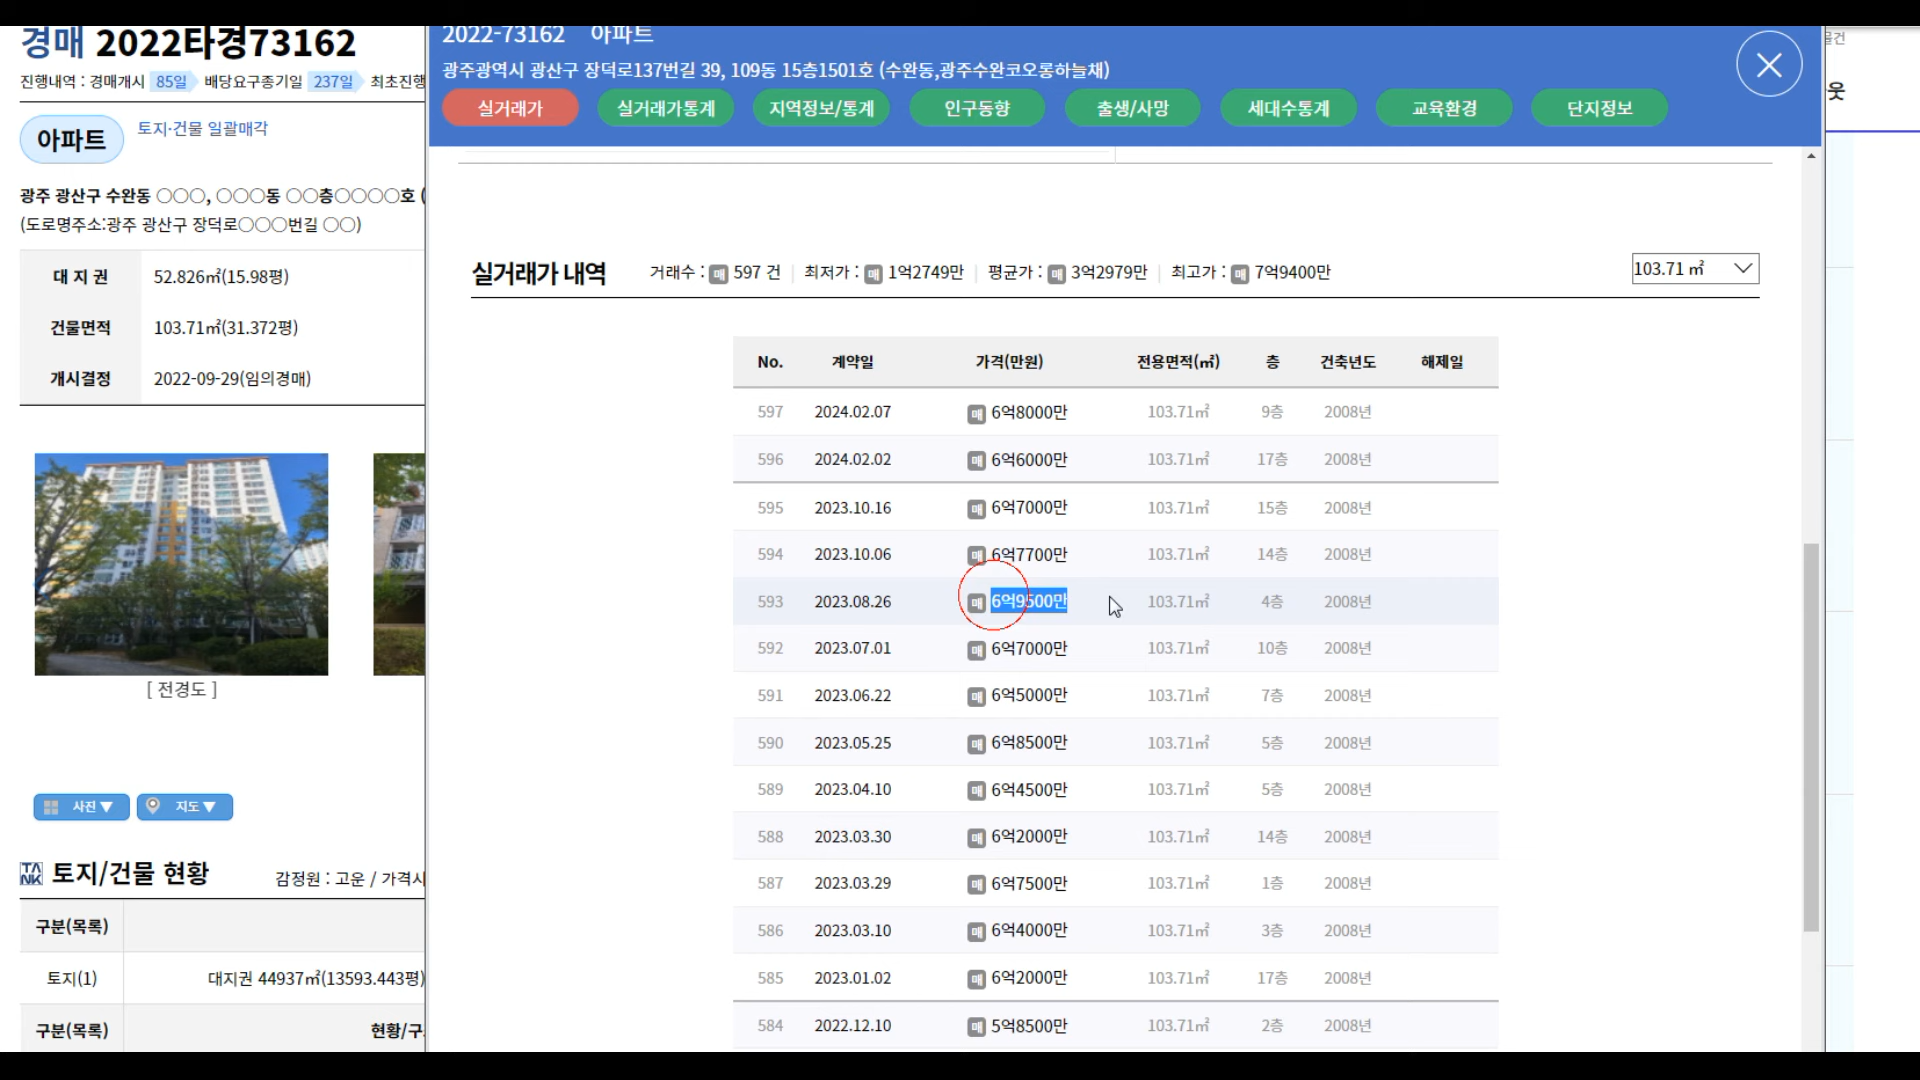 경매 2022타경73162
진행내역 : 경매개시 85일 배당요구종기일 237일 최초진행
아파트 토지·건물 일괄매각
광주 광산구 수완동 ○○○, ○○○동 ○○층○○○○호 (
(도로명주소:광주 광산구 장덕로○○○번길 ○○)
대 지 권 52.826㎡(15.98평)
건물면적 103.71㎡(31.372평)
개시결정 2022-09-29(임의경매)
[ 전경도 ]
사진 ▼ 지도 ▼
TANK 토지/건물 현황 감정원 : 고운 / 가격시
구분(목록)
토지(1) 대지권 44937㎡(13593.443평)
구분(목록) 현황/구
2022-73162 아파트
광주광역시 광산구 장덕로137번길 39, 109동 15층1501호 (수완동,광주수완코오롱하늘채)
실거래가 실거래가통계 지역정보/통계 인구동향 출생/사망 세대수통계 교육환경 단지정보
실거래가 내역 거래수 : 매 597 건 최저가 : 매 1억2749만 평균가 : 매 3억2979만 최고가 : 매 7억9400만 103.71 ㎡
No. 계약일 가격(만원) 전용면적(㎡) 층 건축년도 해제일
597 2024.02.07 매 6억8000만 103.71㎡ 9층 2008년
596 2024.02.02 매 6억6000만 103.71㎡ 17층 2008년
595 2023.10.16 매 6억7000만 103.71㎡ 15층 2008년
594 2023.10.06 매 6억7700만 103.71㎡ 14층 2008년
593 2023.08.26 매 6억9500만 103.71㎡ 4층 2008년
592 2023.07.01 매 6억7000만 103.71㎡ 10층 2008년
591 2023.06.22 매 6억5000만 103.71㎡ 7층 2008년
590 2023.05.25 매 6억8500만 103.71㎡ 5층 2008년
589 2023.04.10 매 6억4500만 103.71㎡ 5층 2008년
588 2023.03.30 매 6억2000만 103.71㎡ 14층 2008년
587 2023.03.29 매 6억7500만 103.71㎡ 1층 2008년
586 2023.03.10 매 6억4000만 103.71㎡ 3층 2008년
585 2023.01.02 매 6억2000만 103.71㎡ 17층 2008년
584 2022.12.10 매 5억8500만 103.71㎡ 2층 2008년
물건
웃